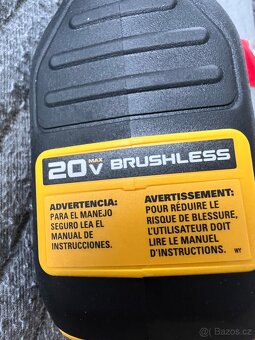 20V MAX BRUSHLESS
ADVERTENCIA:
PARA EL MANEJO
SEGURO LEA EL
MANUAL DE
INSTRUCCIONES.
AVERTISSEMENT:
POUR RÉDUIRE LE
RISQUE DE BLESSURE,
L'UTILISATEUR DOIT
LIRE LE MANUEL
D'INSTRUCTIONS.
WY
Bazoš.cz